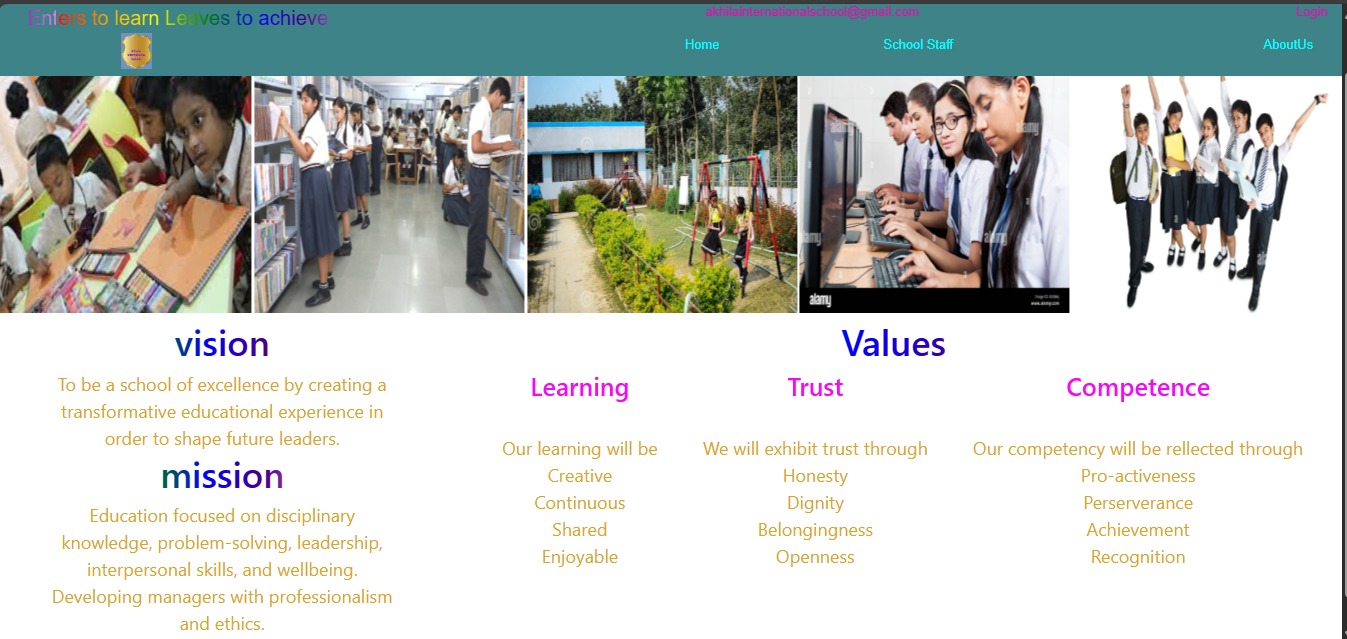 Enters to learn Leaves to achieve
akhilainternationalschool@gmail.com
Login
Home
School Staff
AboutUs
alamy
alamy
alamy
alamy
vision
To be a school of excellence by creating a
transformative educational experience in
order to shape future leaders.
mission
Education focused on disciplinary
knowledge, problem-solving, leadership,
interpersonal skills, and wellbeing.
Developing managers with professionalism
and ethics.
Values
Learning
Our learning will be
Creative
Continuous
Shared
Enjoyable
Trust
We will exhibit trust through
Honesty
Dignity
Belongingness
Openness
Competence
Our competency will be rellected through
Pro-activeness
Perserverance
Achievement
Recognition